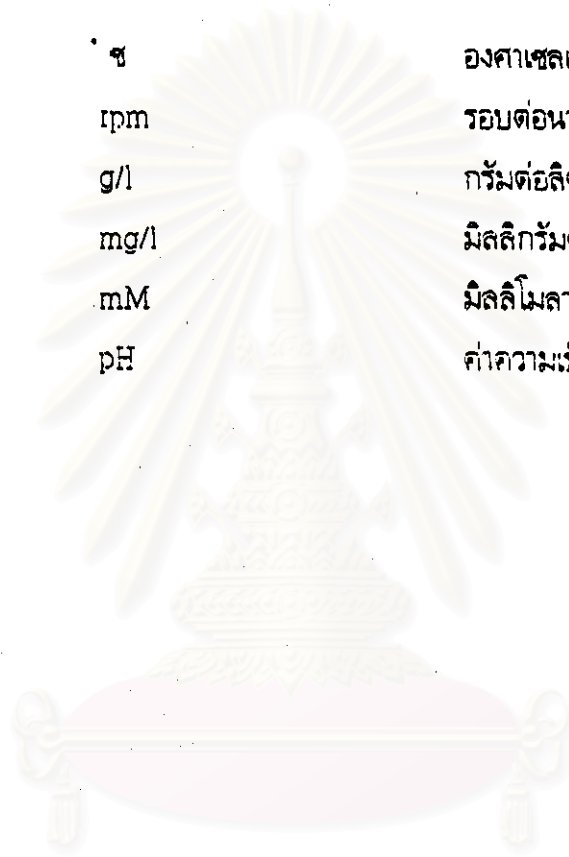 ° ซ องศาเซล
rpm รอบต่อน
g/l กรัมต่อลิ
mg/l มิลลิกรัม
mM มิลลิโมลา
pH ค่าความเ